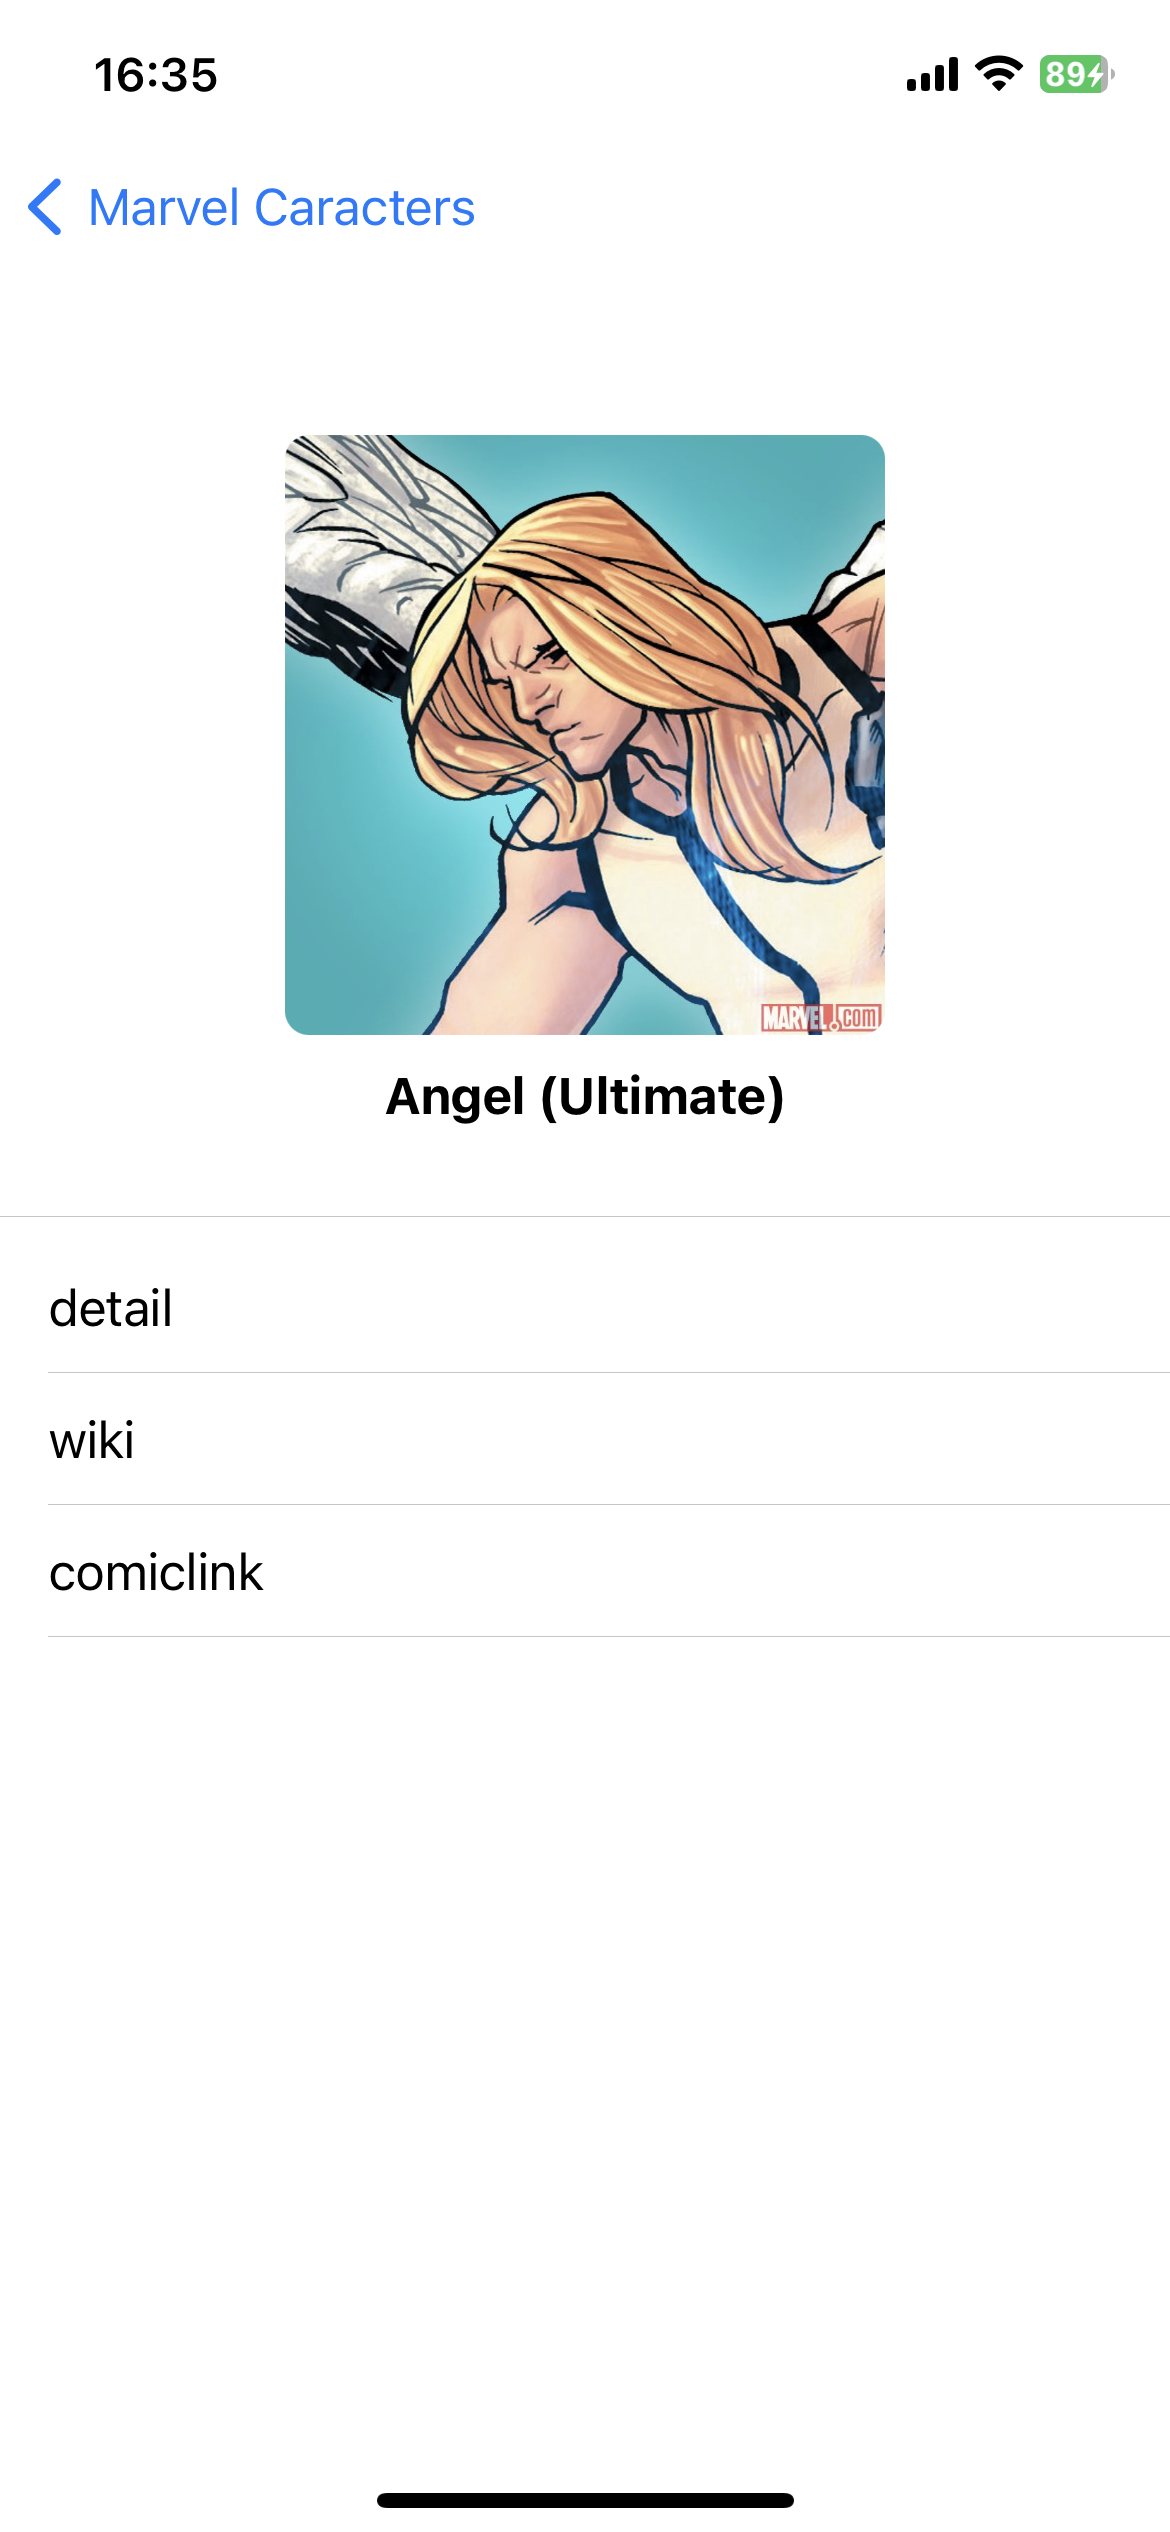 16:35
89
Marvel Caracters
MARVEL.com
Angel (Ultimate)
detail
wiki
comiclink